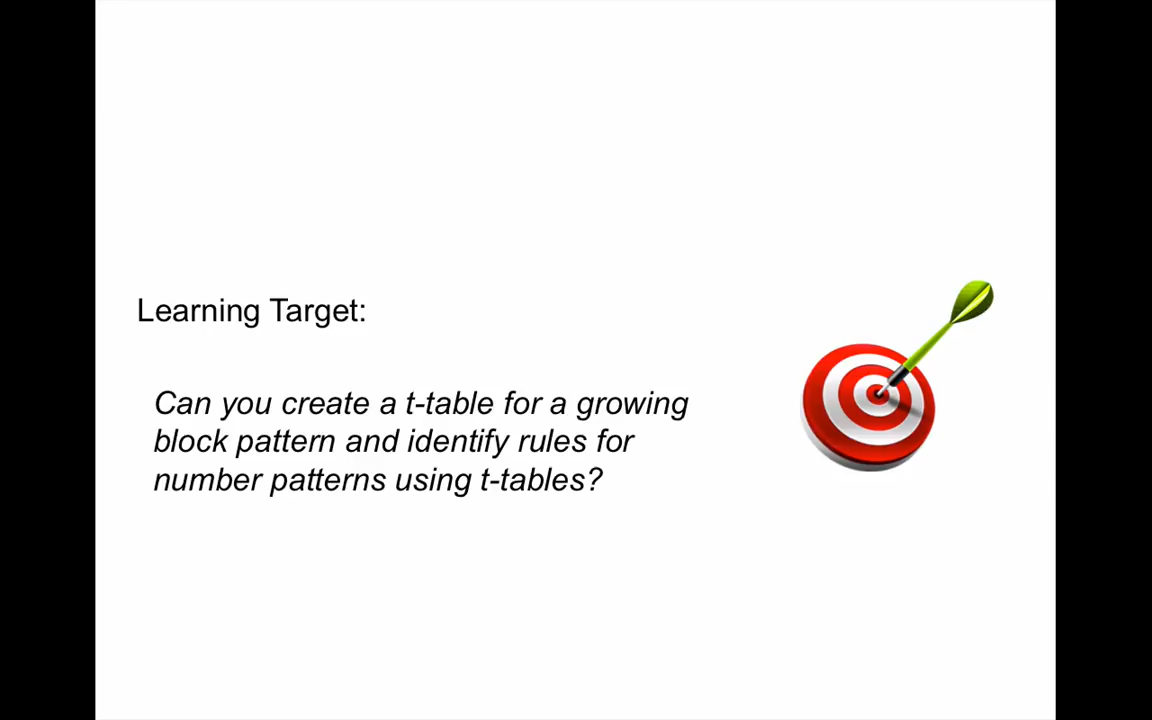 Learning Target:
Can you create a t-table for a growing
block pattern and identify rules for
number patterns using t-tables?